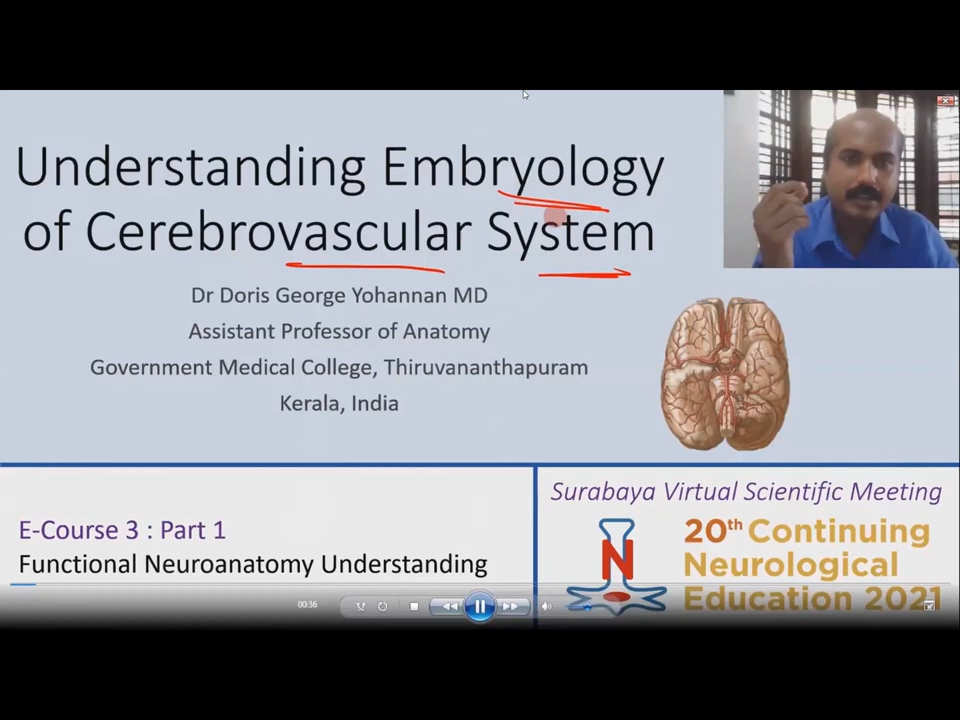 Understanding Embryology
of Cerebrovascular System
Dr Doris George Yohannan MD
Assistant Professor of Anatomy
Government Medical College, Thiruvananthapuram
Kerala, India
E-Course 3 : Part 1
Functional Neuroanatomy Understanding
Surabaya Virtual Scientific Meeting
N
20th Continuing
Neurological
Education 2021
00:36